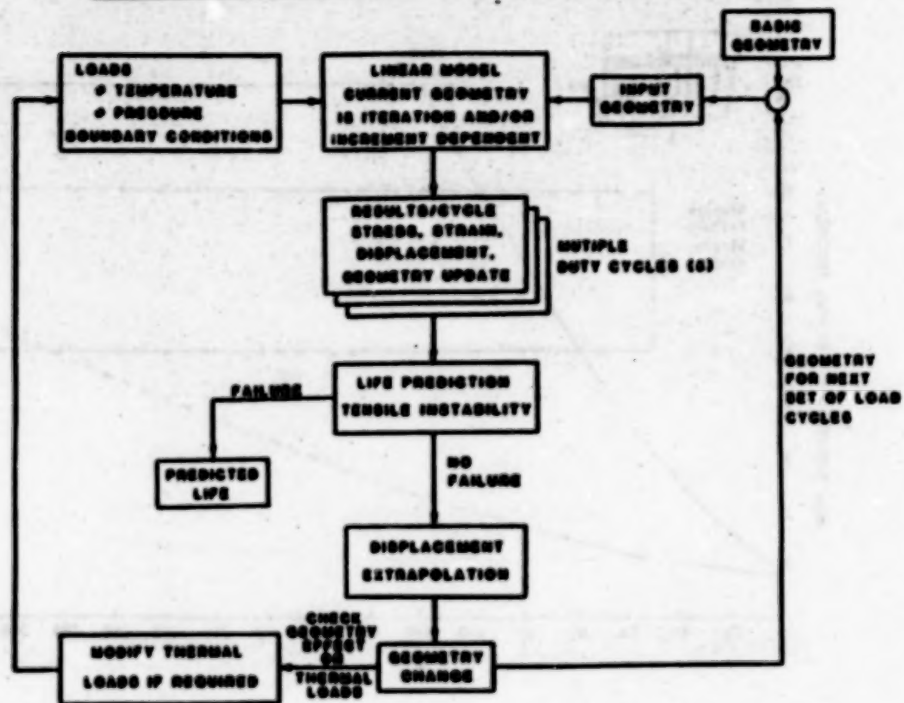 BASIC
GEOMETRY
LOADS
TEMPERATURE
PRESSURE
BOUNDARY CONDITIONS
LINEAR MODEL
CURRENT GEOMETRY
IS ITERATION AND/OR
INCREMENT DEPENDENT
INPUT
GEOMETRY
RESULTS/CYCLE
STRESS, STRAIN,
DISPLACEMENT,
GEOMETRY UPDATE
MUTIPLE
DUTY CYCLES (5)
GEOMETRY
FOR NEXT
SET OF LOAD
CYCLES
LIFE PREDICTION
TENSILE INSTABILITY
FAILURE
PREDICTED
LIFE
NO
FAILURE
DISPLACEMENT
EXTRAPOLATION
CHECK
GEOMETRY
EFFECT
ON
THERMAL
LOADS
GEOMETRY
CHANGE
MODIFY THERMAL
LOADS IF REQUIRED